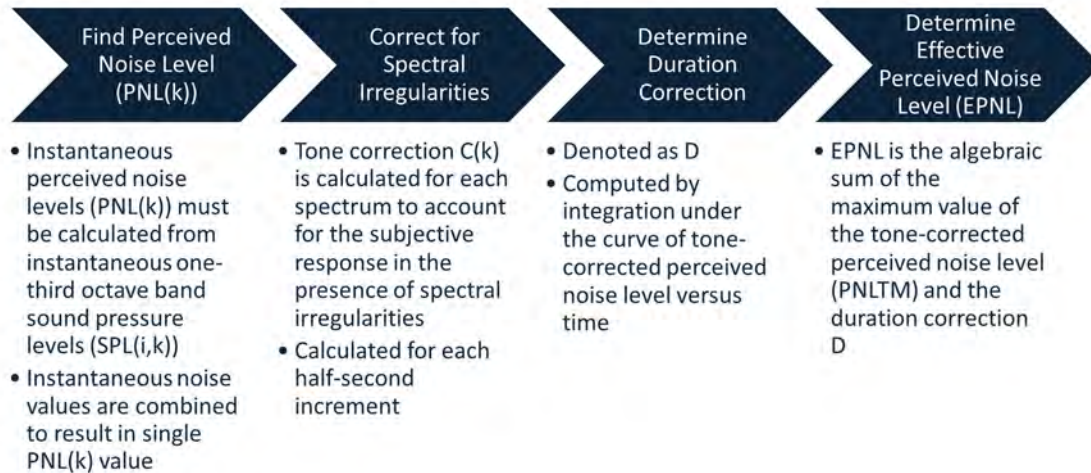 Find Perceived
Noise Level
(PNL(k))
• Instantaneous
perceived noise
levels (PNL(k)) must
be calculated from
instantaneous one-
third octave band
sound pressure
levels (SPL(i,k))
• Instantaneous noise
values are combined
to result in single
PNL(k) value
Correct for
Spectral
Irregularities
• Tone correction C(k)
is calculated for each
spectrum to account
for the subjective
response in the
presence of spectral
irregularities
• Calculated for each
half-second
increment
Determine
Duration
Correction
• Denoted as D
• Computed by
integration under
the curve of tone-
corrected perceived
noise level versus
time
Determine
Effective
Perceived Noise
Level (EPNL)
• EPNL is the algebraic
sum of the
maximum value of
the tone-corrected
perceived noise level
(PNLTM) and the
duration correction
D